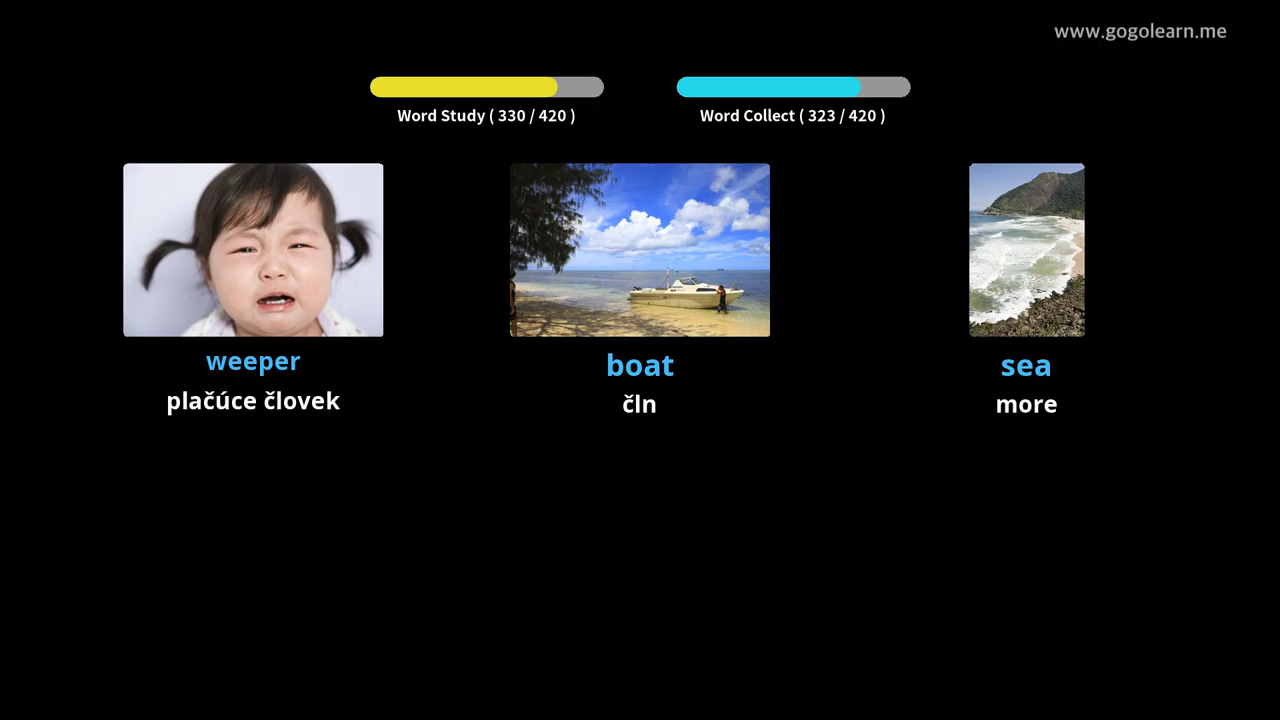 www.gogolearn.me
Word Study ( 330 / 420 )
Word Collect ( 323 / 420 )
weeper
plačúce človek
boat
čln
sea
more